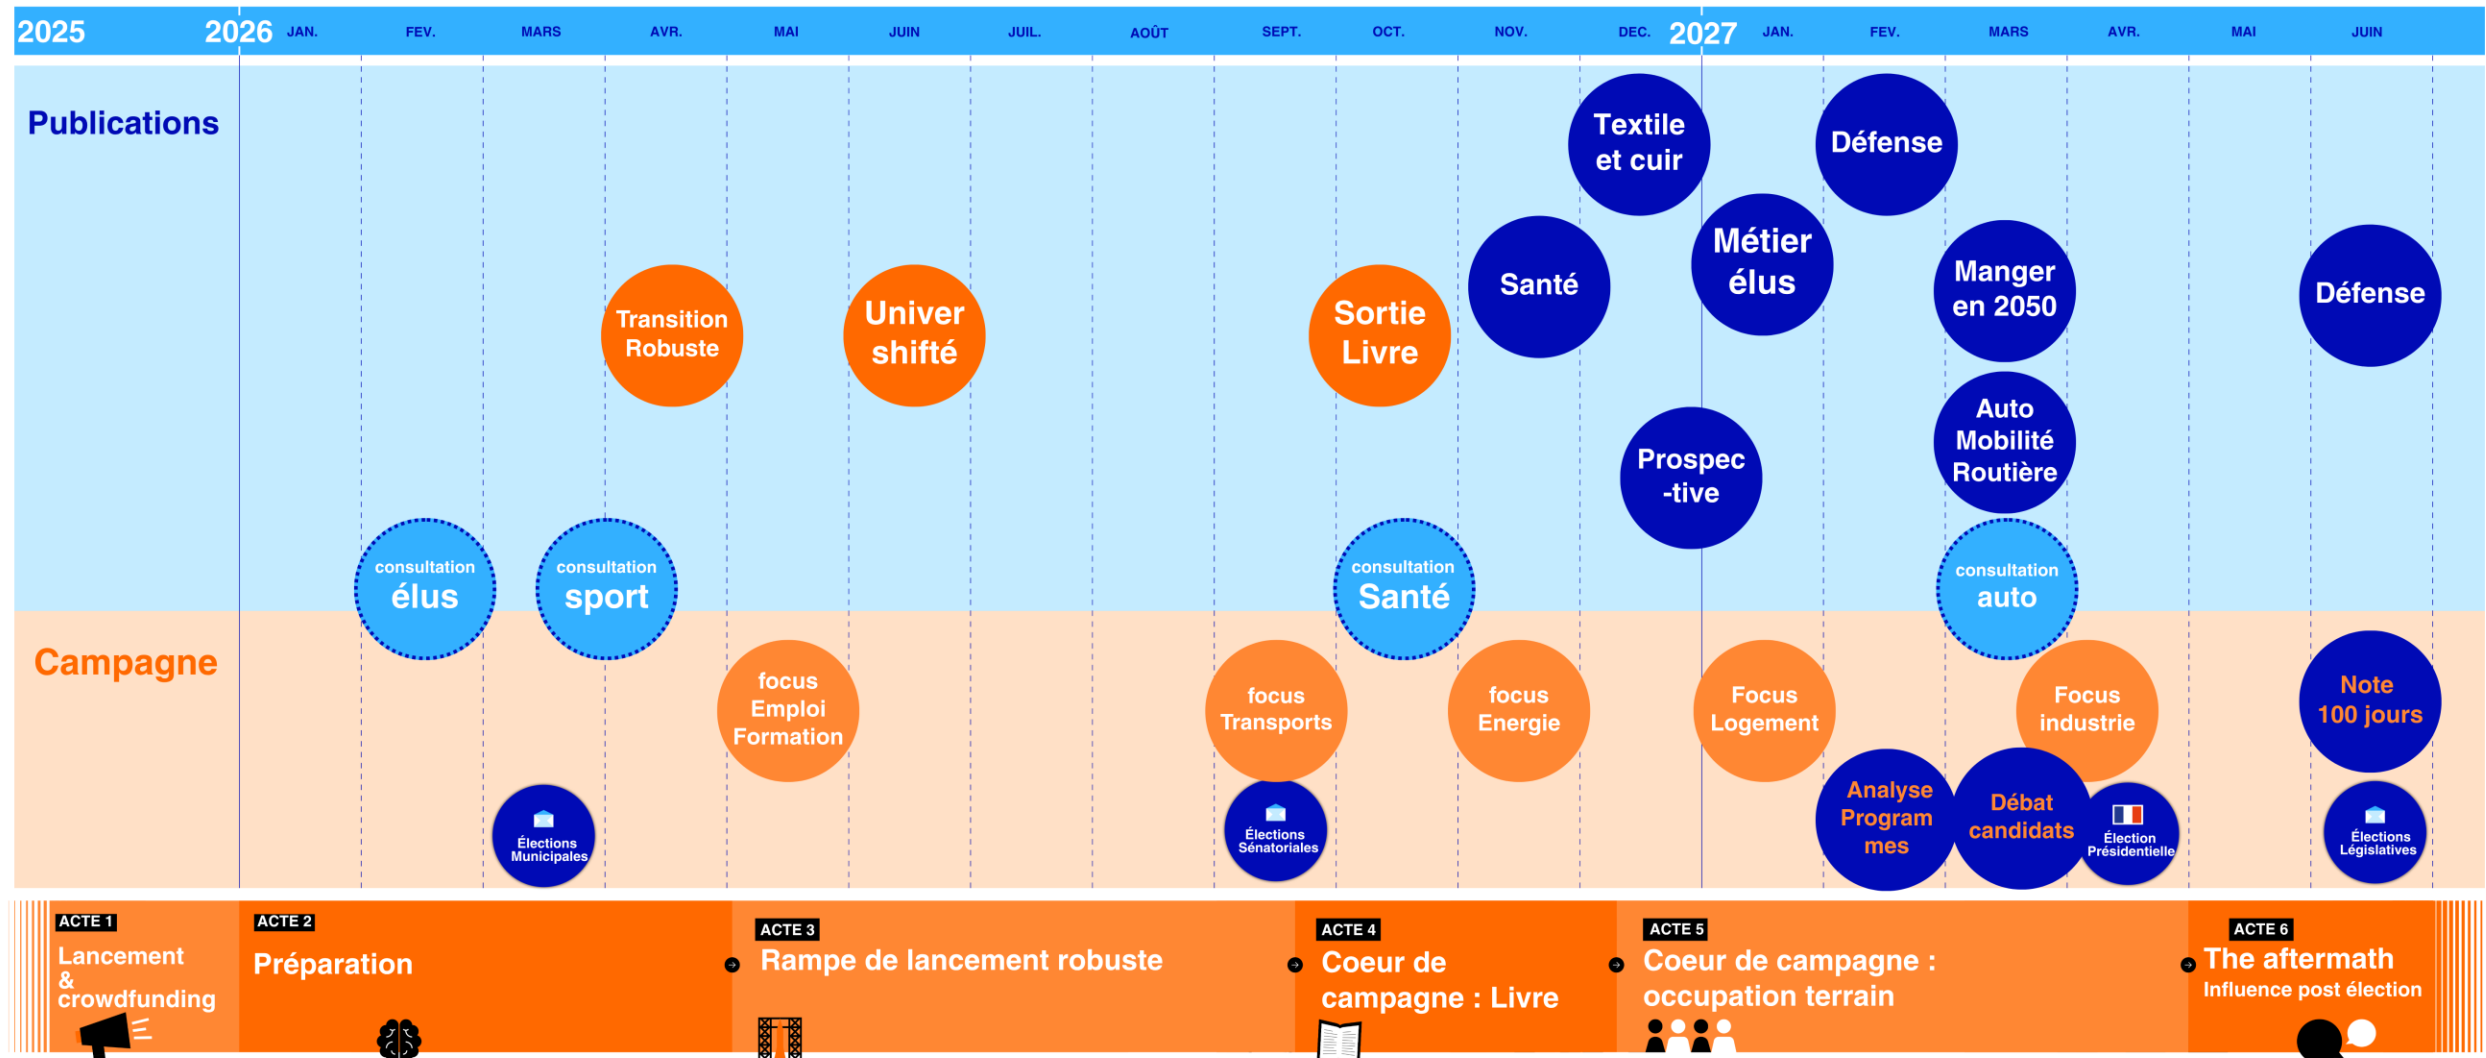 2025
2026 JAN. FEV. MARS AVR. MAI JUIN JUIL. AOÛT SEPT. OCT. NOV. DEC. 2027 JAN. FEV. MARS AVR. MAI JUIN
Publications
Textile
et cuir
Défense
Métier
élus
Santé
Manger
en 2050
Défense
Transition
Robuste
Univer
shifté
Sortie
Livre
Auto
Mobilité
Routière
Prospec
-tive
consultation
élus
consultation
sport
consultation
Santé
consultation
auto
Campagne
focus
Emploi
Formation
focus
Transports
focus
Energie
Focus
Logement
Focus
industrie
Note
100 jours
Élections
Municipales
Élections
Sénatoriales
Analyse
Program
mes
Débat
candidats
Élection
Présidentielle
Élections
Législatives
ACTE 1
Lancement
&
crowdfunding
ACTE 2
Préparation
ACTE 3
Rampe de lancement robuste
ACTE 4
Coeur de
campagne : Livre
ACTE 5
Coeur de campagne :
occupation terrain
ACTE 6
The aftermath
Influence post élection